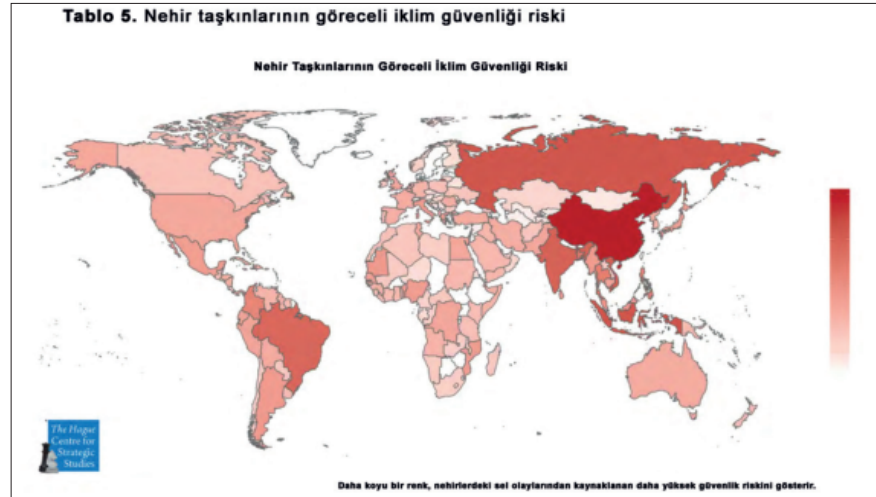 Tablo 5. Nehir taşkınlarının göreceli iklim güvenliği riski
Nehir Taşkınlarının Göreceli İklim Güvenliği Riski
The Hague
Centre for
Strategic
Studies
Daha koyu bir renk, nehirlerdeki sel olaylarından kaynaklanan daha yüksek güvenlik riskini gösterir.